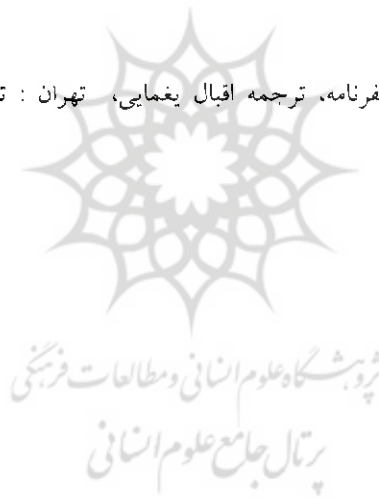 فرنامه. ترجمه اقبال یغمایی، تهران : ت
پژوهشگاه علوم انسانی و مطالعات فرهنگی
پرتال جامع علوم انسانی